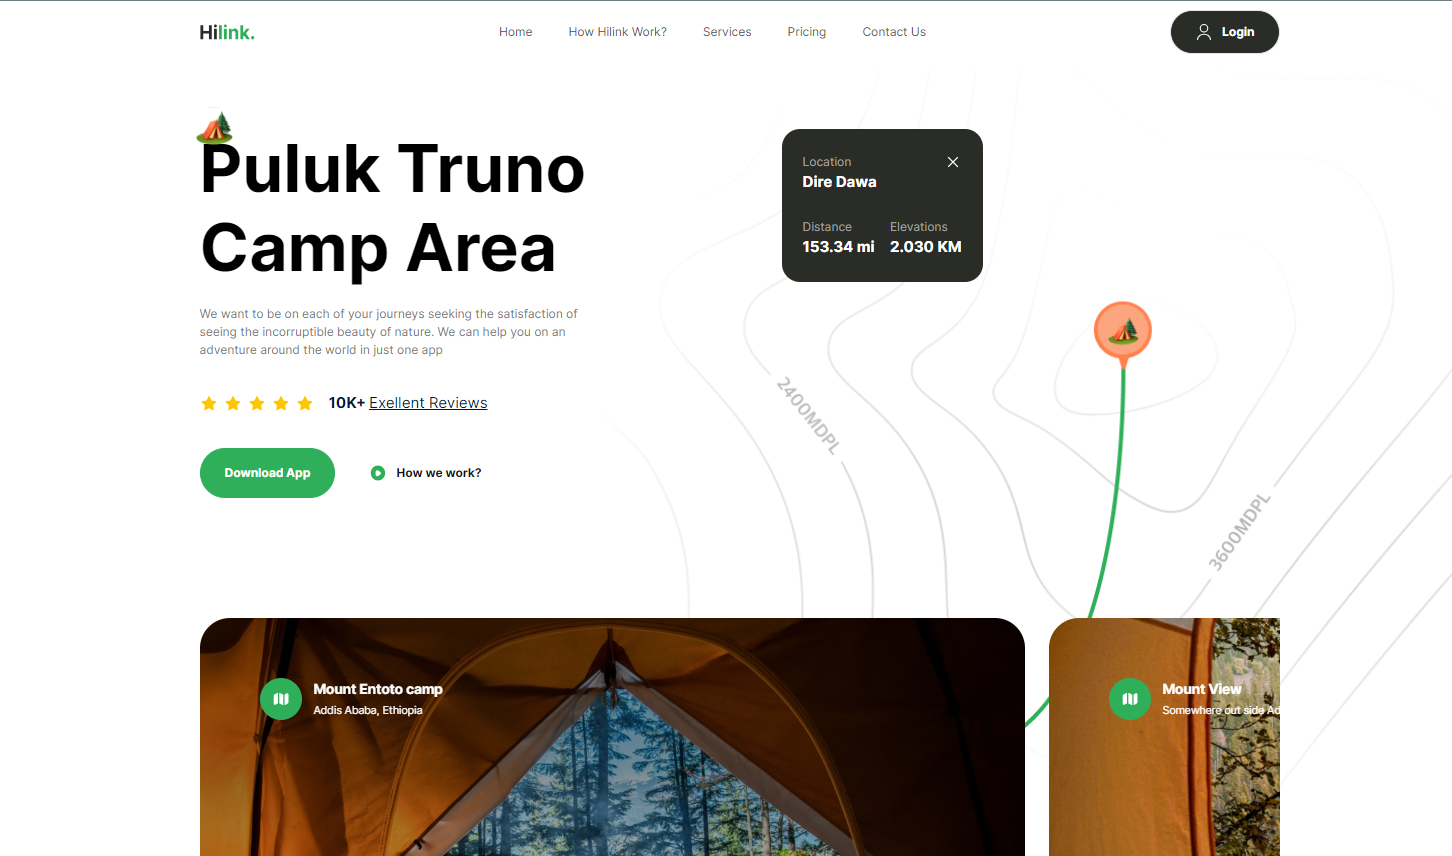 Hilink.
Home
How Hilink Work?
Services
Pricing
Contact Us
Login
Puluk Truno
Camp Area
We want to be on each of your journeys seeking the satisfaction of
seeing the incorruptible beauty of nature. We can help you on an
adventure around the world in just one app
10K+ Exellent Reviews
Download App
How we work?
Location
Dire Dawa
Distance
153.34 mi
Elevations
2.030 KM
2400MDPL
3600MDPL
Mount Entoto camp
Addis Ababa, Ethiopia
Mount View
Somewhere out side Ad